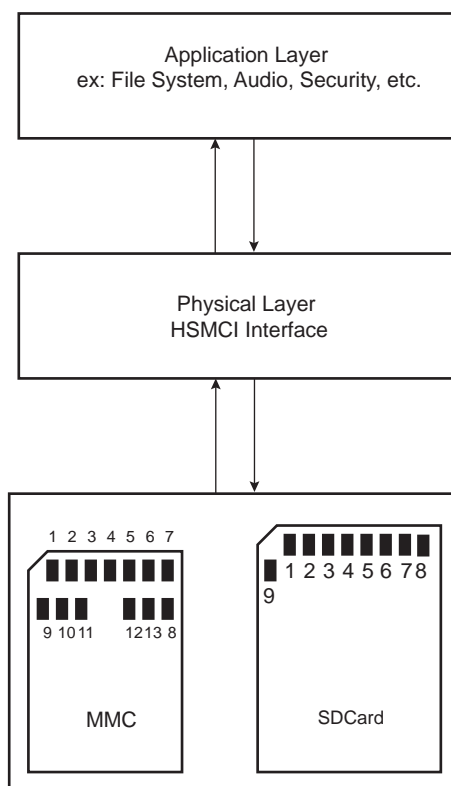 Application Layer
ex: File System, Audio, Security, etc.
Physical Layer
HSMCI Interface
1 2 3 4 5 6 7
9 10 11 12 13 8
MMC
1 2 3 4 5 6 7 8
9
SDCard